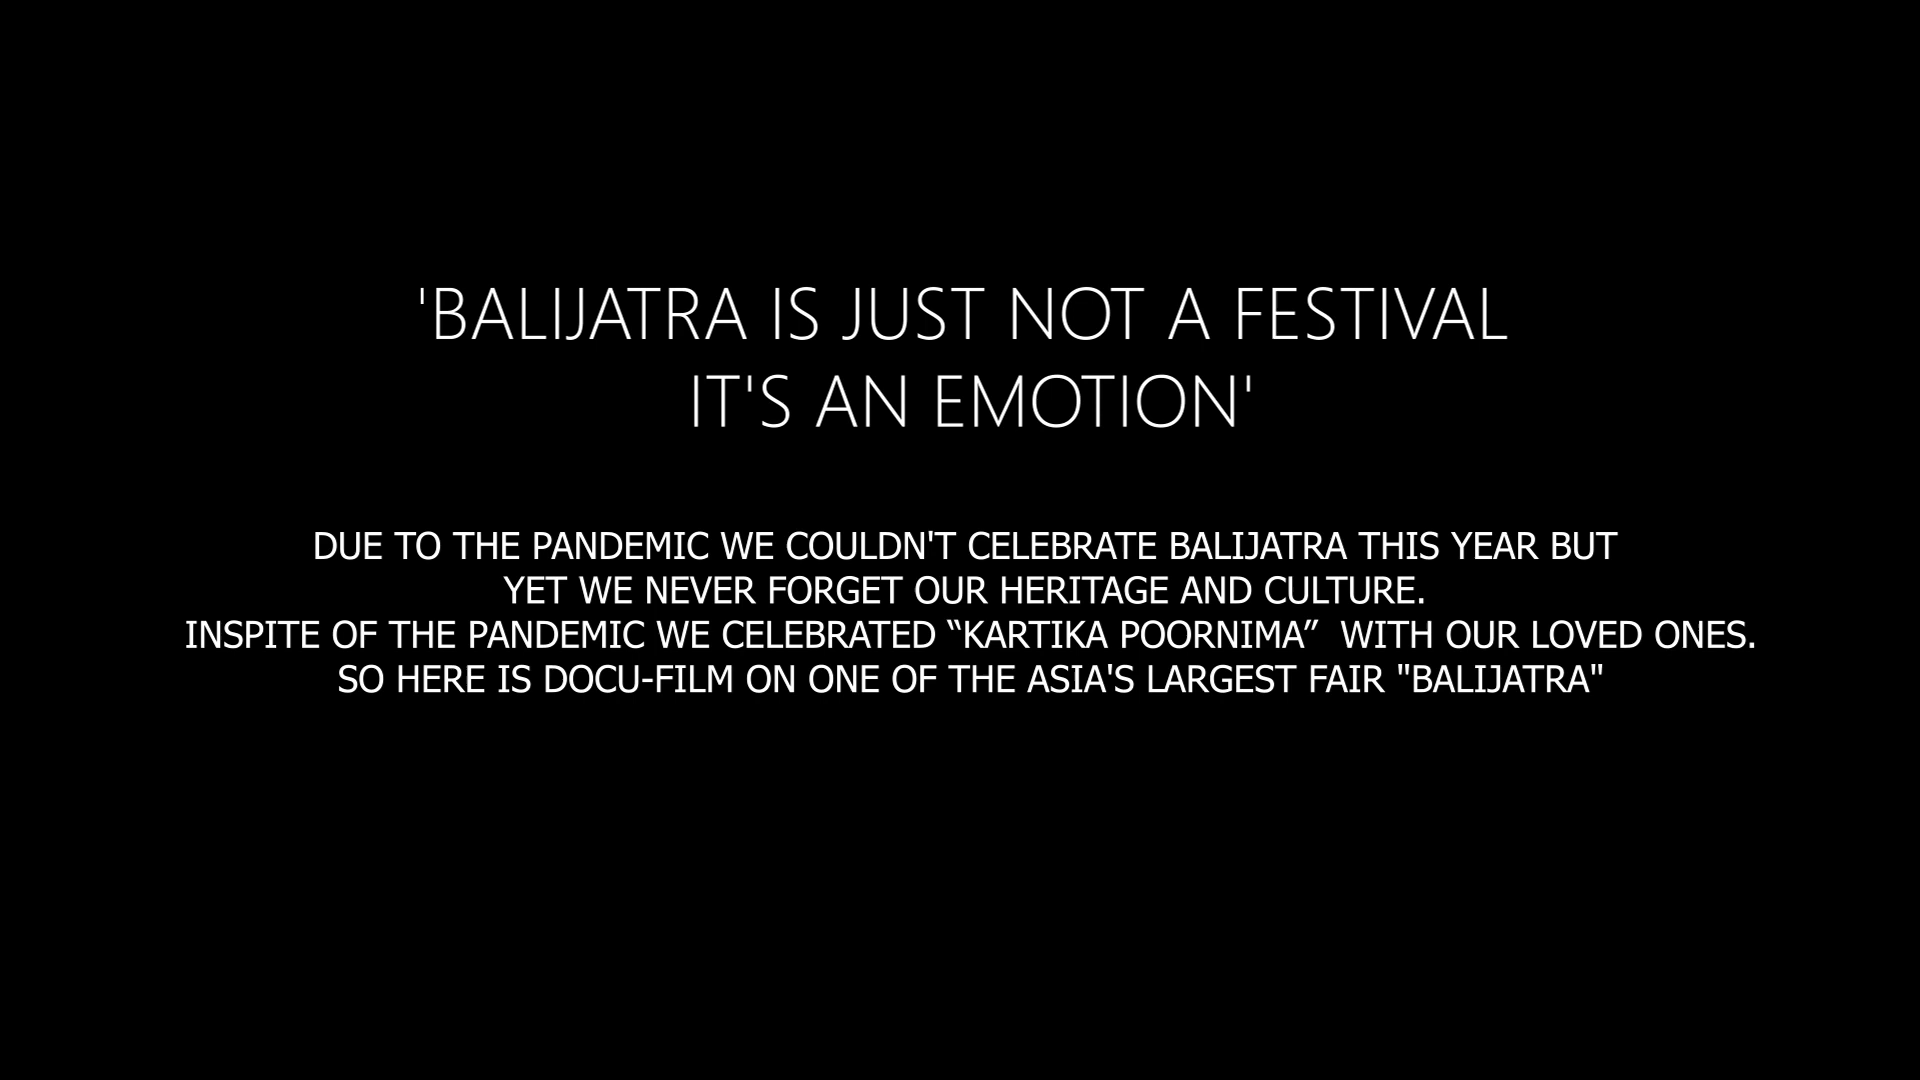 'BALIJATRA IS JUST NOT A FESTIVAL
IT'S AN EMOTION'
DUE TO THE PANDEMIC WE COULDN'T CELEBRATE BALIJATRA THIS YEAR BUT
YET WE NEVER FORGET OUR HERITAGE AND CULTURE.
INSPITE OF THE PANDEMIC WE CELEBRATED “KARTIKA POORNIMA”  WITH OUR LOVED ONES.
SO HERE IS DOCU-FILM ON ONE OF THE ASIA'S LARGEST FAIR "BALIJATRA"